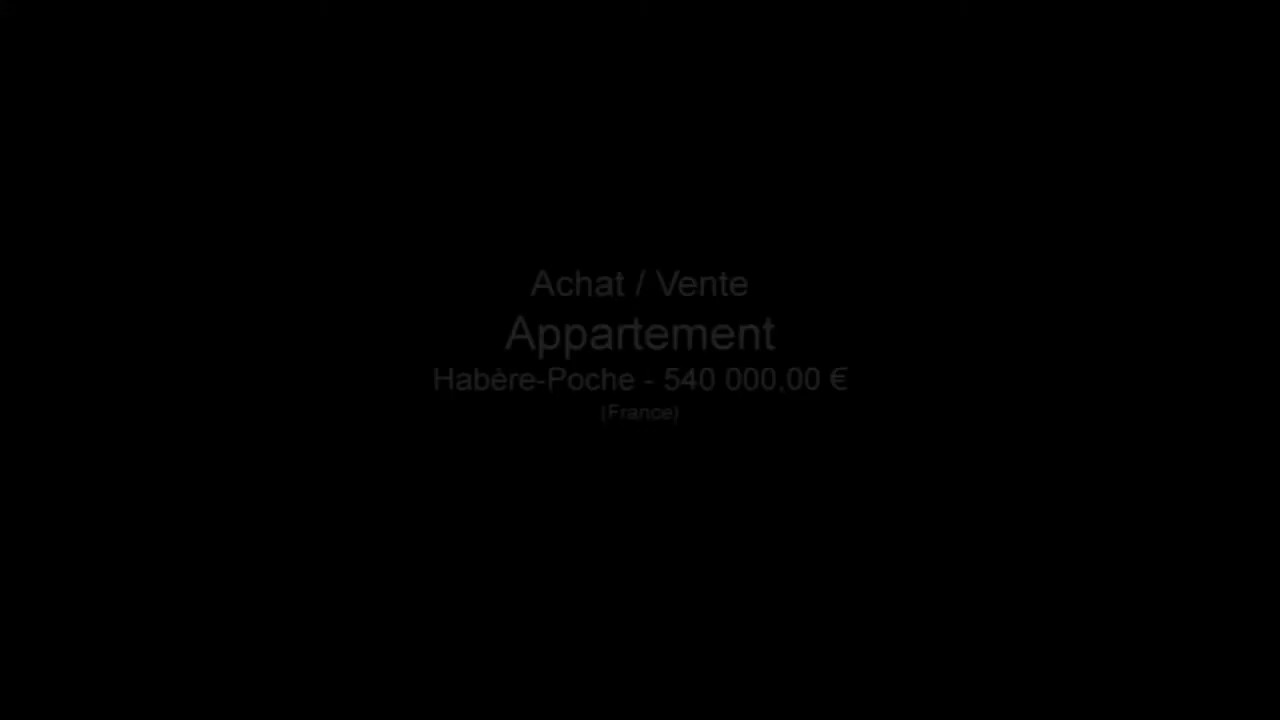 Achat / Vente
Appartement
Habère-Poche - 540 000,00 €
(France)